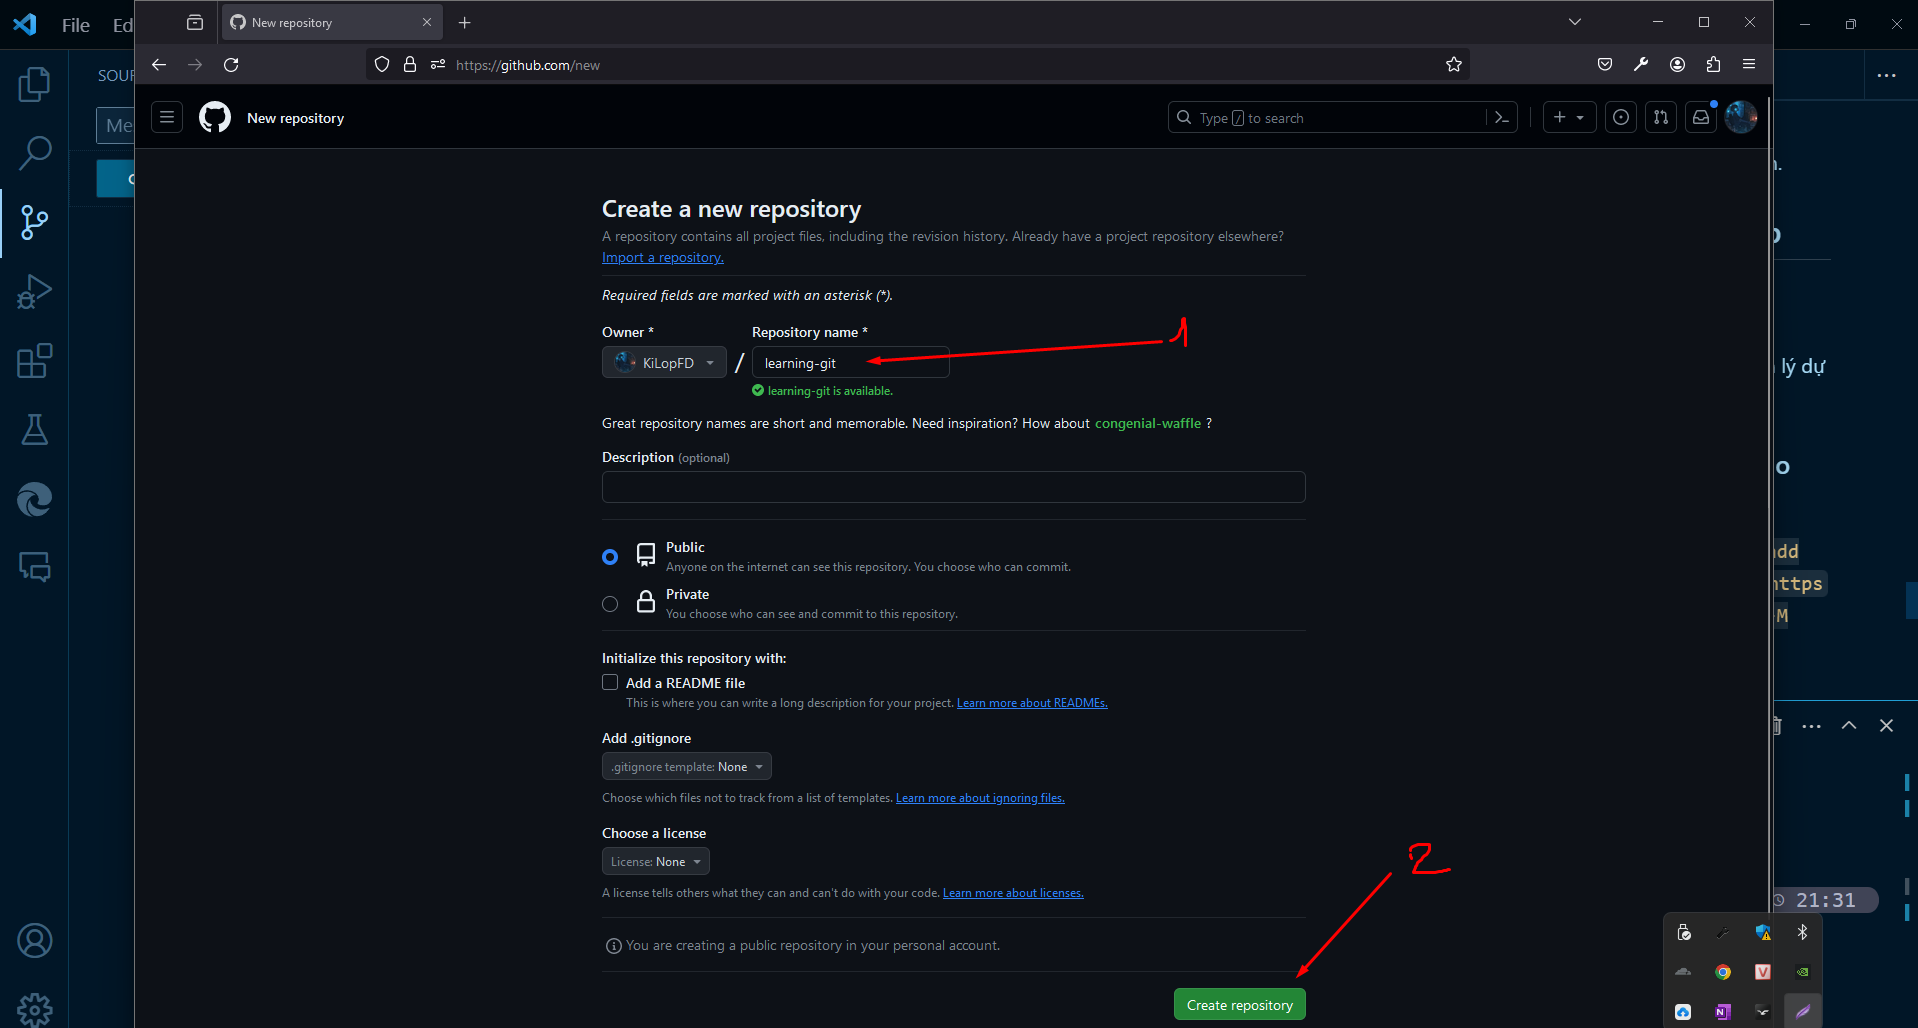 File Ed
New repository
https://github.com/new
New repository
Type / to search
SOUR
Me
Create a new repository
A repository contains all project files, including the revision history. Already have a project repository elsewhere?
Import a repository.
Required fields are marked with an asterisk (*).
Owner * Repository name *
1
KiLopFD / learning-git
learning-git is available.
Great repository names are short and memorable. Need inspiration? How about congenial-waffle ?
Description (optional)
Public
Anyone on the internet can see this repository. You choose who can commit.
Private
You choose who can see and commit to this repository.
Initialize this repository with:
Add a README file
This is where you can write a long description for your project. Learn more about READMEs.
Add .gitignore
.gitignore template: None
Choose which files not to track from a list of templates. Learn more about ignoring files.
Choose a license
License: None
A license tells others what they can and can't do with your code. Learn more about licenses.
2
You are creating a public repository in your personal account.
Create repository
lý dự
o
add
https
-M
21:31